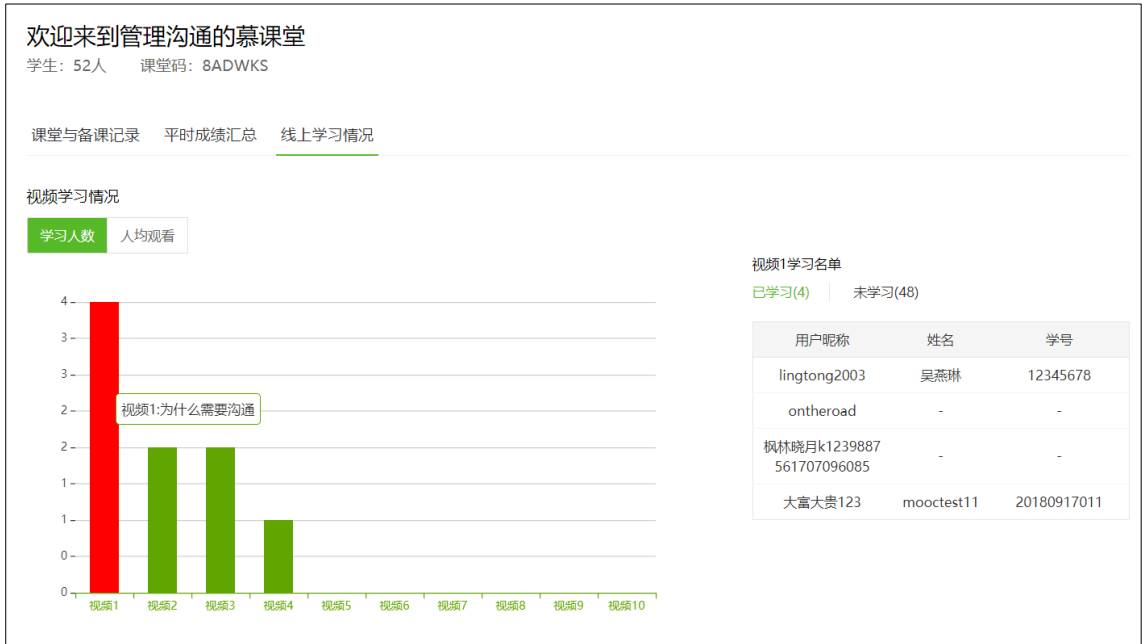 欢迎来到管理沟通的慕课堂
学生：52人 课堂码：8ADWKS
课堂与备课记录 平时成绩汇总 线上学习情况
视频学习情况
学习人数 人均观看
4
3
3
2
2
1
1
0
0
视频1:为什么需要沟通
视频1 视频2 视频3 视频4 视频5 视频6 视频7 视频8 视频9 视频10
视频1学习名单
已学习(4) 未学习(48)
用户昵称 姓名 学号
lingtong2003 吴燕琳 12345678
ontheroad - -
枫林晓月k1239887
561707096085 - -
大富大贵123 mooctest11 20180917011